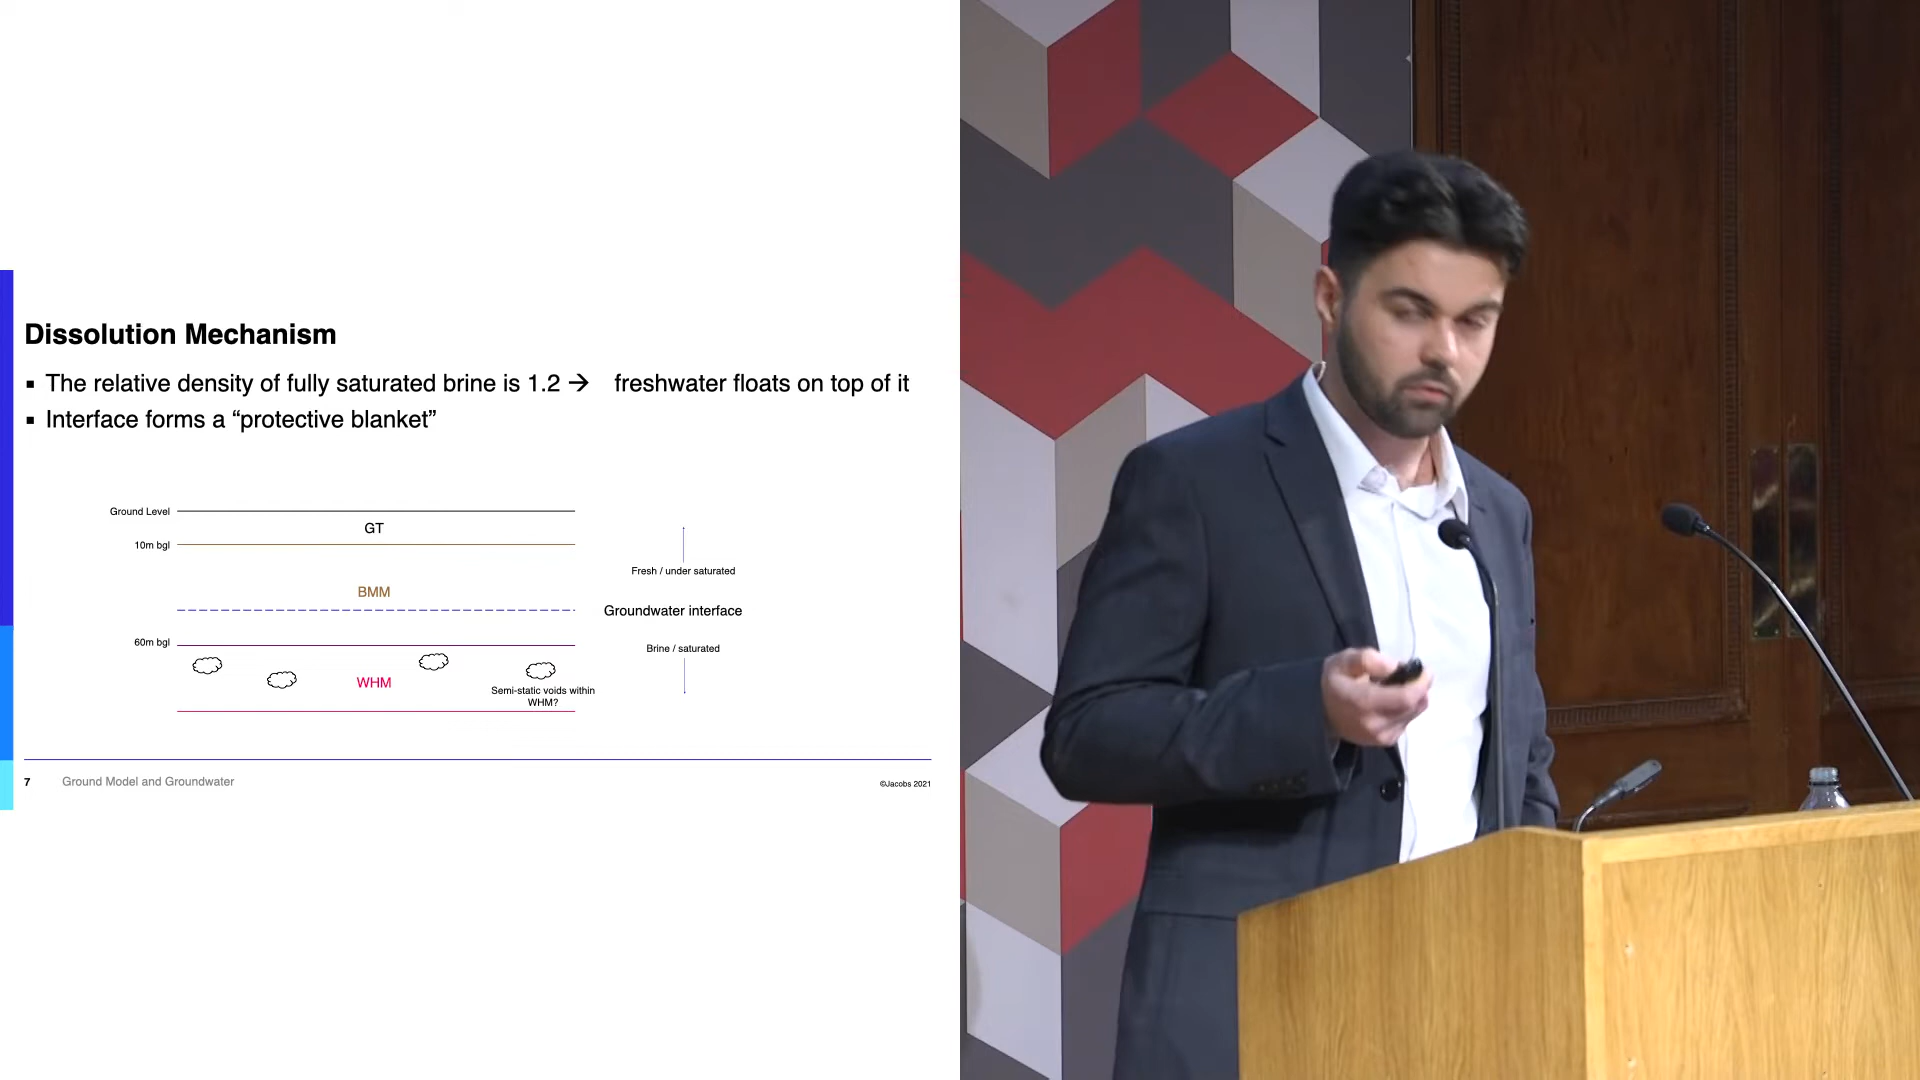 Dissolution Mechanism
▪ The relative density of fully saturated brine is 1.2 → freshwater floats on top of it
▪ Interface forms a “protective blanket”
Ground Level
GT
10m bgl
Fresh / under saturated
BMM
Groundwater interface
60m bgl
Brine / saturated
WHM
Semi-static voids within
WHM?
7 Ground Model and Groundwater
©Jacobs 2021